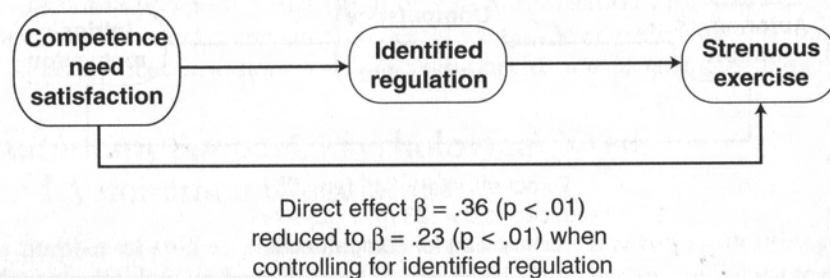 Competence
need
satisfaction
Identified
regulation
Strenuous
exercise
Direct effect β = .36 (p < .01)
reduced to β = .23 (p < .01) when
controlling for identified regulation